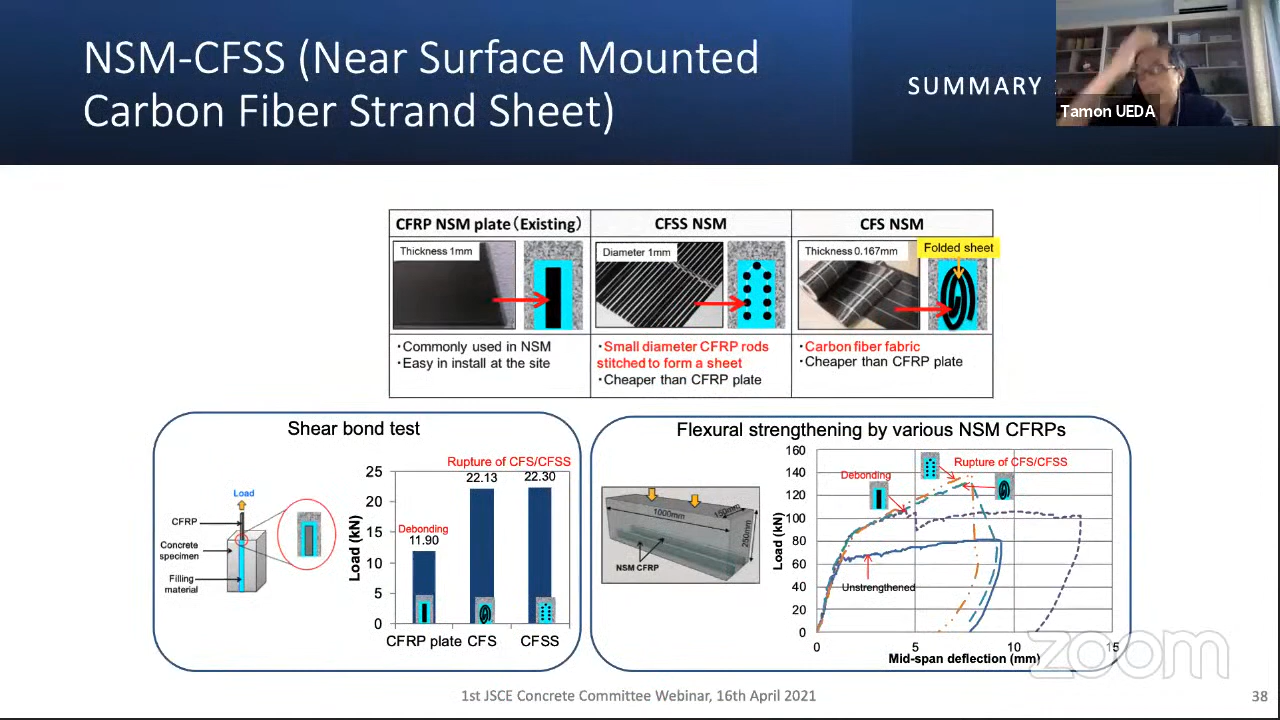 NSM-CFSS (Near Surface Mounted
Carbon Fiber Strand Sheet)
SUMMARY
Tamon UEDA
CFRP NSM plate (Existing)
CFSS NSM
CFS NSM
Thickness 1mm
Diameter 1mm
Thickness 0.167mm
Folded sheet
・Commonly used in NSM
・Easy in install at the site
・Small diameter CFRP rods
stitched to form a sheet
・Cheaper than CFRP plate
・Carbon fiber fabric
・Cheaper than CFRP plate
Shear bond test
Load
CFRP
Concrete
specimen
Filling
material
Load (kN)
25
20
15
10
5
0
Rupture of CFS/CFSS
Debonding
11.90
22.13
22.30
CFRP plate
CFS
CFSS
Flexural strengthening by various NSM CFRPs
1000mm
150mm
250mm
NSM CFRP
Load (kN)
160
140
120
100
80
60
40
20
0
Debonding
Rupture of CFS/CFSS
Unstrengthened
0
5
10
15
Mid-span deflection (mm)
zoom
1st JSCE Concrete Committee Webinar, 16th April 2021
38